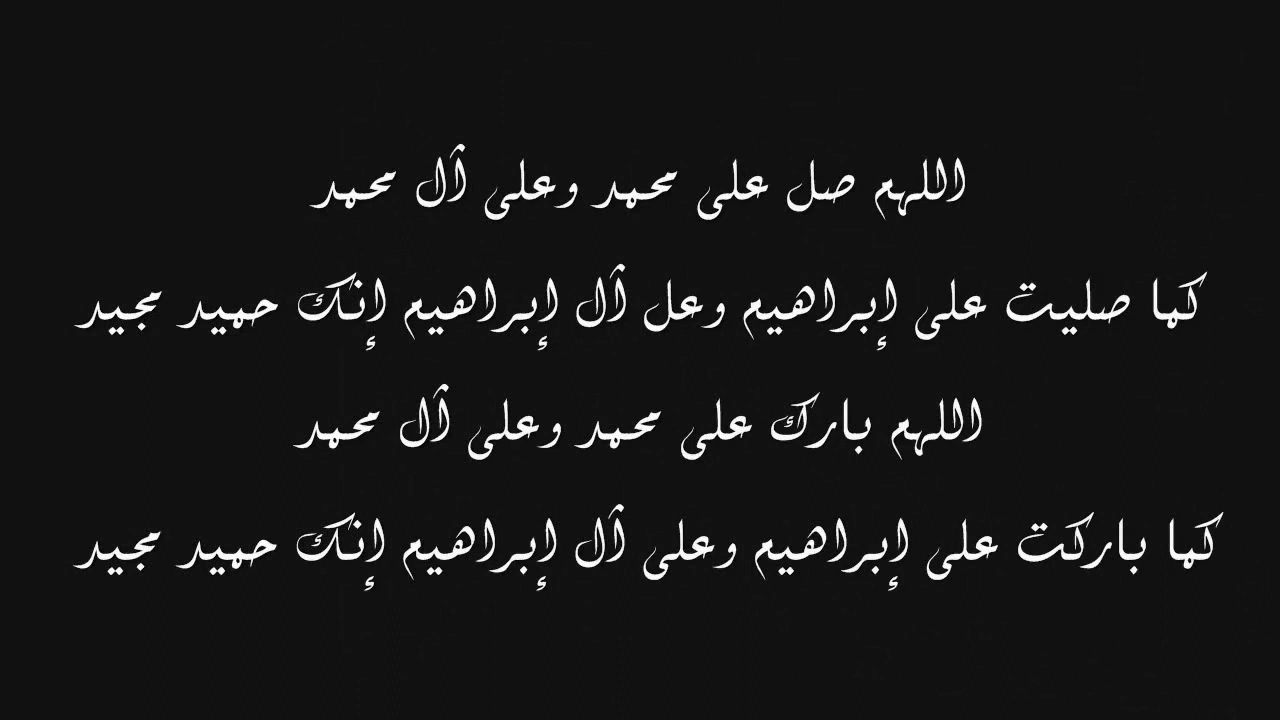 اللهم صل على محمد وعلى آل محمد
كما صليت على إبراهيم وعل آل إبراهيم إنك حميد مجيد
اللهم بارك على محمد وعلى آل محمد
كما باركت على إبراهيم وعلى آل إبراهيم إنك حميد مجيد